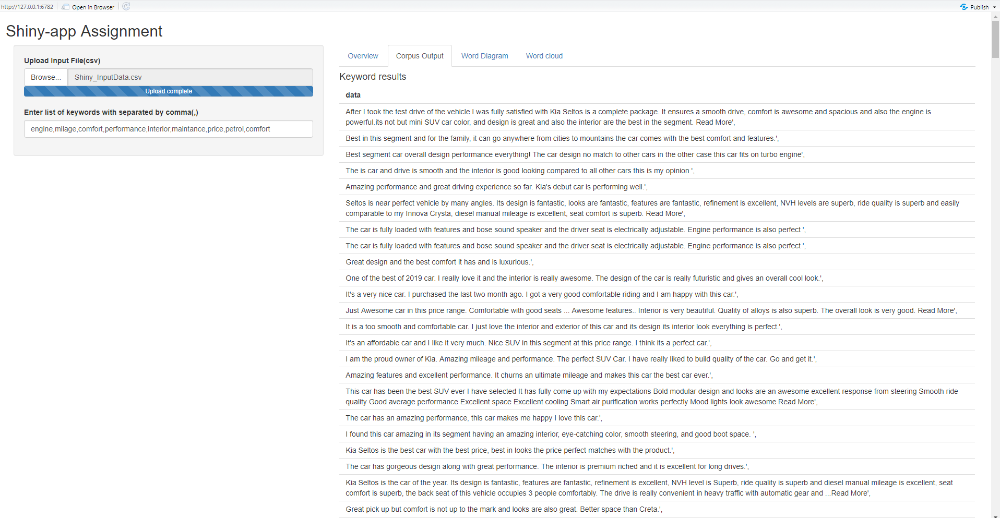 http://127.0.0.1:6782
Open in Browser
Publish
Shiny-app Assignment
Upload Input File(csv)
Browse...
Shiny_InputData.csv
Upload complete
Enter list of keywords with separated by comma(,)
engine,milage,comfort,performance,interior,maintance,price,petrol,comfort
Overview
Corpus Output
Word Diagram
Word cloud
Keyword results
data
After I took the test drive of the vehicle I was fully satisfied with Kia Seltos is a complete package. It ensures a smooth drive, comfort is awesome and spacious and also the engine is
powerful.its not but mini SUV car color, and design is great and also the interior are the best in the segment. Read More',
Best in this segment and for the family, it can go anywhere from cities to mountains the car comes with the best comfort and features.',
Best segment car overall design performance everything! The car design no match to other cars in the other case this car fits on turbo engine',
The is car and drive is smooth and the interior is good looking compared to all other cars this is my opinion ',
Amazing performance and great driving experience so far. Kia's debut car is performing well.',
Seltos is near perfect vehicle by many angles. Its design is fantastic, looks are fantastic, features are fantastic, refinement is excellent, NVH levels are superb, ride quality is superb and easily
comparable to my Innova Crysta, diesel manual mileage is excellent, seat comfort is superb. Read More',
The car is fully loaded with features and bose sound speaker and the driver seat is electrically adjustable. Engine performance is also perfect ',
The car is fully loaded with features and bose sound speaker and the driver seat is electrically adjustable. Engine performance is also perfect ',
Great design and the best comfort it has and is luxurious.',
One of the best of 2019 car. I really love it and the interior is really awesome. The design of the car is really futuristic and gives an overall cool look.',
It's a very nice car. I purchased the last two month ago. I got a very good comfortable riding and I am happy with this car.',
Just Awesome car in this price range. Comfortable with good seats ... Awesome features.. Interior is very beautiful. Quality of alloys is also superb. The overall look is very good. Read More',
It is a too smooth and comfortable car. I just love the interior and exterior of this car and its design its interior look everything is perfect.',
It's an affordable car and I like it very much. Nice SUV in this segment at this price range. I think its a perfect car.',
I am the proud owner of Kia. Amazing mileage and performance. The perfect SUV Car. I have really liked to build quality of the car. Go and get it.',
Amazing features and excellent performance. It churns an ultimate mileage and makes this car the best car ever.',
This car has been the best SUV ever I have selected It has fully come up with my expectations Bold modular design and looks are an awesome excellent response from steering Smooth ride
quality Good average performance Excellent space Excellent cooling Smart air purification works perfectly Mood lights look awesome Read More',
The car has an amazing performance, this car makes me happy I love this car.',
I found this car amazing in its segment having an amazing interior, eye-catching color, smooth steering, and good boot space. ',
Kia Seltos is the best car with the best price, best in looks the price perfect matches with the product.',
The car has gorgeous design along with great performance. The interior is premium riched and it is excellent for long drives.',
Kia Seltos is the car of the year. Its design is fantastic, features are fantastic, refinement is excellent, NVH level is Superb, ride quality is superb and diesel manual mileage is excellent, seat
comfort is superb, the back seat of this vehicle occupies 3 people comfortably. The drive is really convenient in heavy traffic with automatic gear and ...Read More',
Great pick up but comfort is not up to the mark and looks are also great. Better space than Creta.',